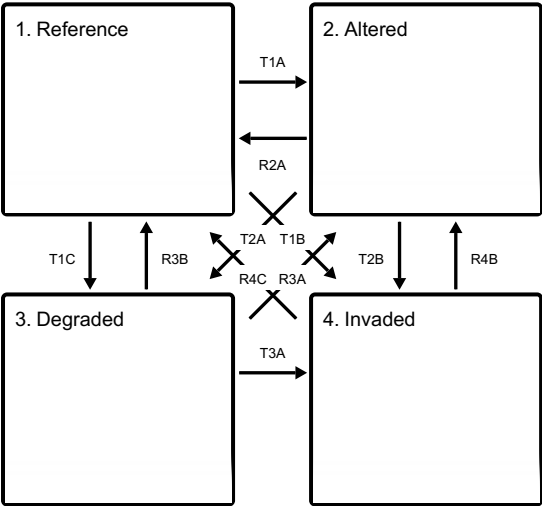 1. Reference
2. Altered
T1A
R2A
T1C
R3B
T2A
T1B
T2B
R4B
R4C
R3A
3. Degraded
4. Invaded
T3A